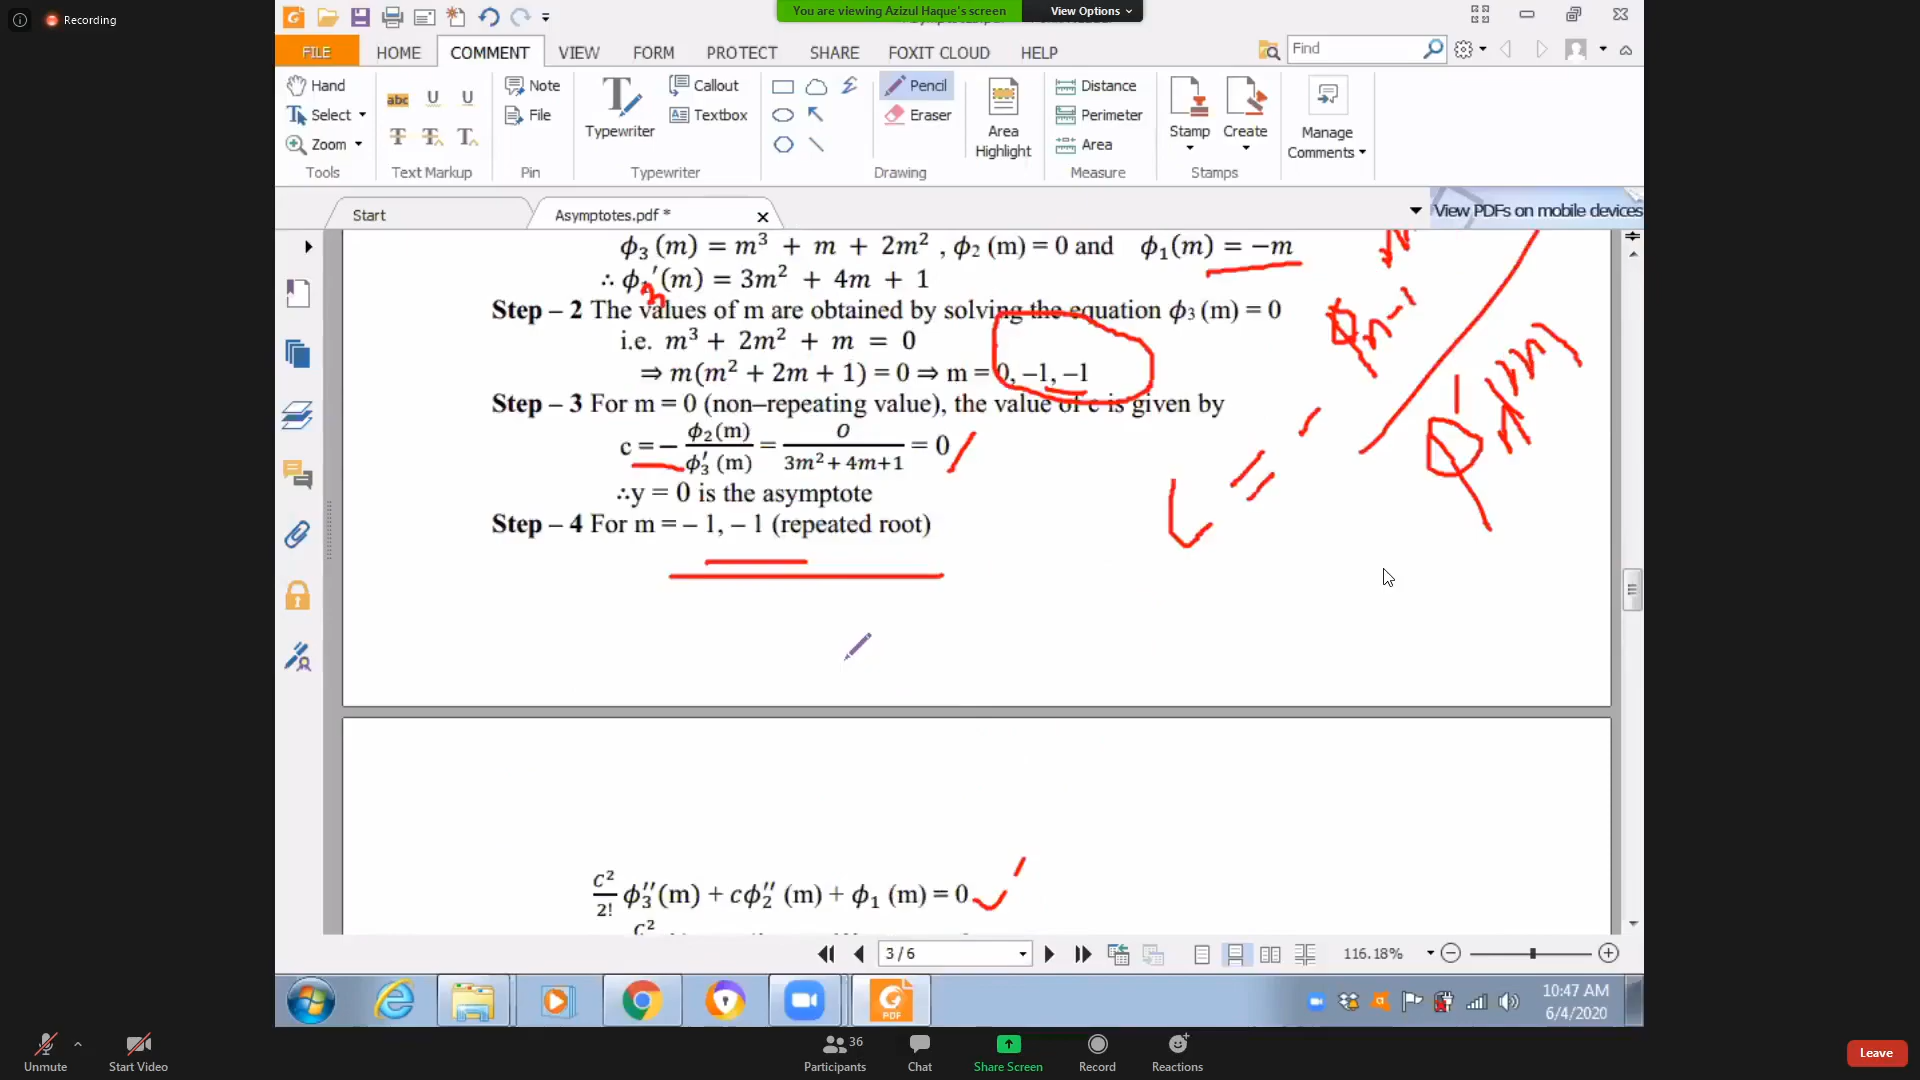 Recording
You are viewing Azizul Haque's screen
View Options
FILE
HOME
COMMENT
VIEW
FORM
PROTECT
SHARE
FOXIT CLOUD
HELP
Find
Hand
Select
Zoom
Tools
abc
U
U
T
T
T
Text Markup
Note
File
Pin
Typewriter
Callout
Textbox
Typewriter
Pencil
Eraser
Area
Highlight
Drawing
Distance
Perimeter
Area
Measure
Stamp
Create
Stamps
Manage
Comments
Start
Asymptotes.pdf *
View PDFs on mobile devices
ϕ₃ (m) = m³ + m + 2m² , ϕ₂ (m) = 0 and ϕ₁(m) = −m
∴ ϕ₃′(m) = 3m² + 4m + 1
Step – 2 The values of m are obtained by solving the equation ϕ₃ (m) = 0
i.e. m³ + 2m² + m = 0
⇒ m(m² + 2m + 1) = 0 ⇒ m = 0, −1, −1
Step – 3 For m = 0 (non–repeating value), the value of c is given by
c = − ϕ₂(m) / ϕ₃′ (m) = 0 / 3m² + 4m+1 = 0
∴y = 0 is the asymptote
Step – 4 For m = – 1, – 1 (repeated root)
C²/2! ϕ₃″(m) + cϕ₂″ (m) + ϕ₁ (m) = 0
C²
3 / 6
116.18%
PDF
10:47 AM
6/4/2020
Unmute
Start Video
36
Participants
Chat
Share Screen
Record
Reactions
Leave